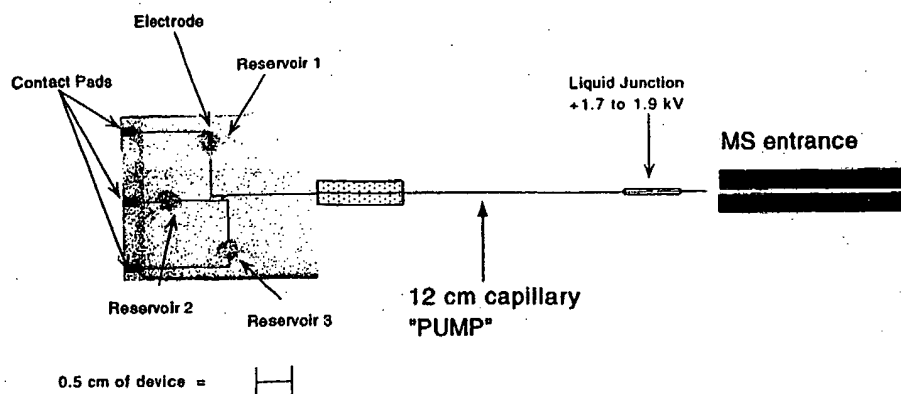 Electrode
Reservoir 1
Contact Pads
Liquid Junction
+1.7 to 1.9 kV
MS entrance
Reservoir 2
Reservoir 3
12 cm capillary
"PUMP"
0.5 cm of device =